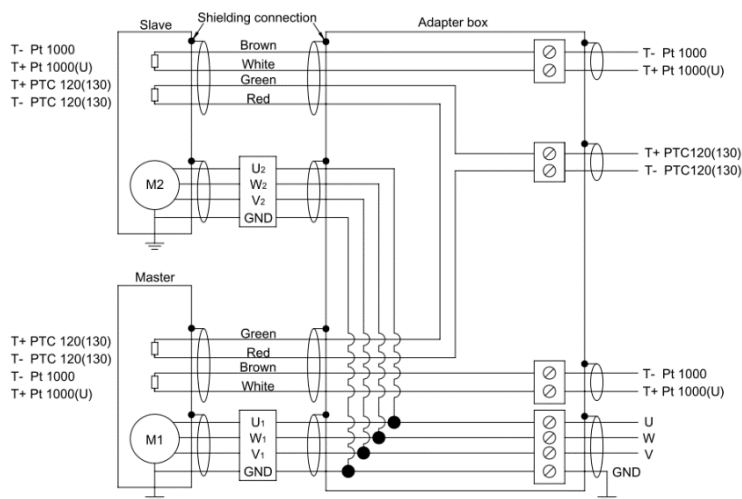 Slave
Shielding connection
Adapter box
T- Pt 1000
T+ Pt 1000(U)
T+ PTC 120(130)
T- PTC 120(130)
Brown
White
Green
Red
T- Pt 1000
T+ Pt 1000(U)
T+ PTC120(130)
T- PTC120(130)
M2
U2
W2
V2
GND
Master
T+ PTC 120(130)
T- PTC 120(130)
T- Pt 1000
T+ Pt 1000(U)
Green
Red
Brown
White
T- Pt 1000
T+ Pt 1000(U)
M1
U1
W1
V1
GND
U
W
V
GND